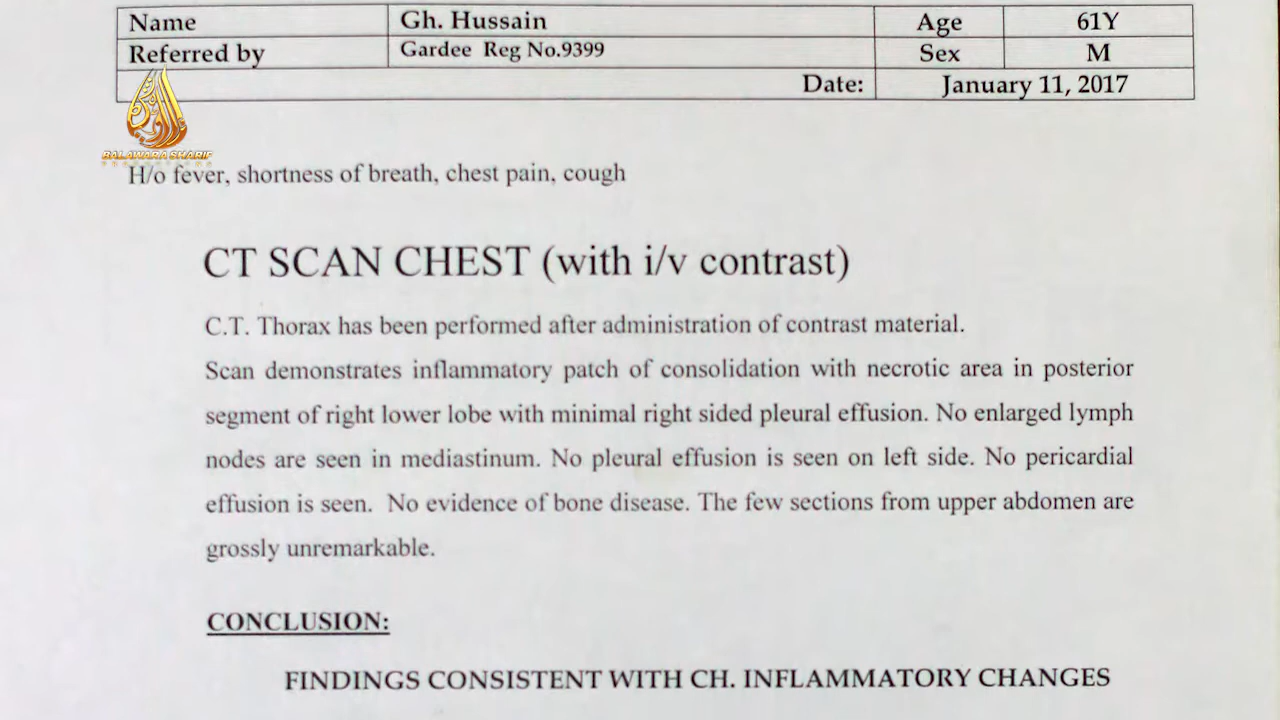 Name Gh. Hussain Age 61Y
Referred by Gardee Reg No.9399 Sex M
Date: January 11, 2017
BALAWARA SHARIF
H/o fever, shortness of breath, chest pain, cough
CT SCAN CHEST (with i/v contrast)
C.T. Thorax has been performed after administration of contrast material.
Scan demonstrates inflammatory patch of consolidation with necrotic area in posterior
segment of right lower lobe with minimal right sided pleural effusion. No enlarged lymph
nodes are seen in mediastinum. No pleural effusion is seen on left side. No pericardial
effusion is seen. No evidence of bone disease. The few sections from upper abdomen are
grossly unremarkable.
CONCLUSION:
FINDINGS CONSISTENT WITH CH. INFLAMMATORY CHANGES